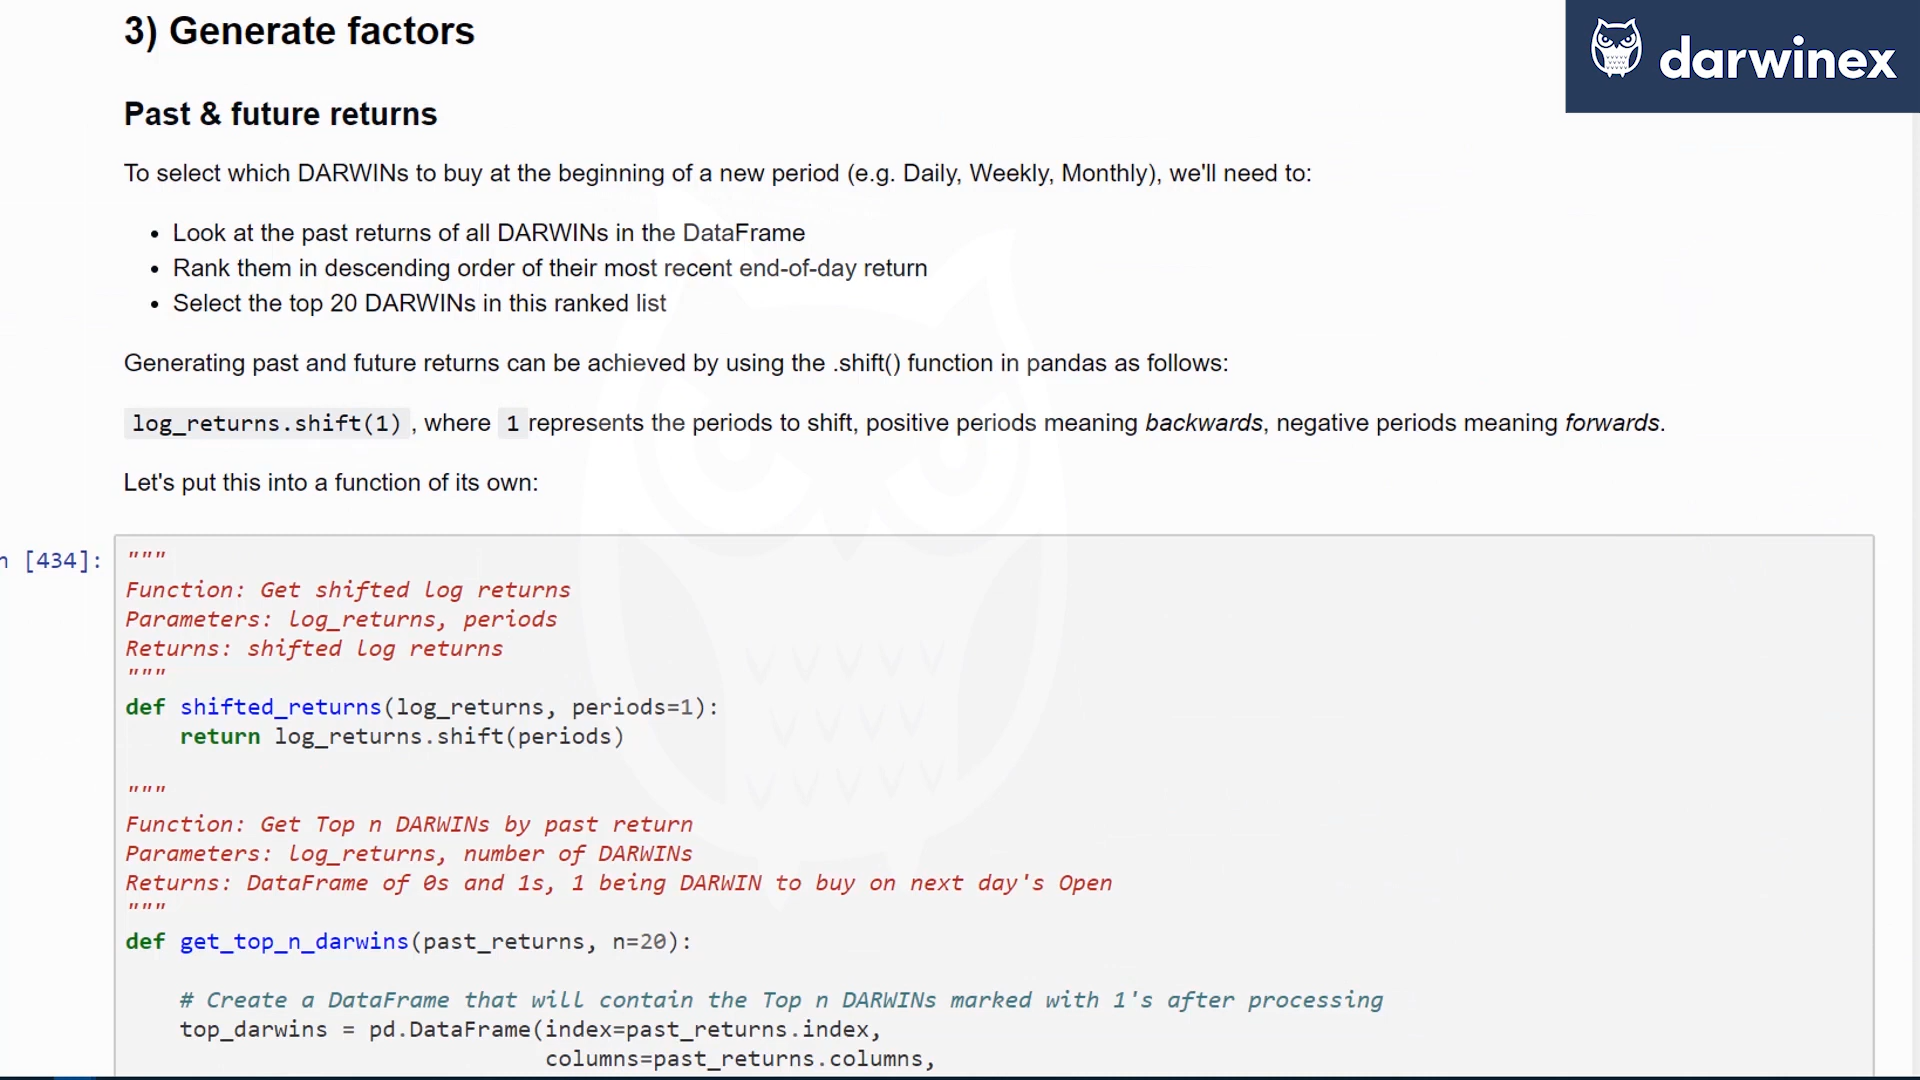 3) Generate factors
darwinex
Past & future returns
To select which DARWINs to buy at the beginning of a new period (e.g. Daily, Weekly, Monthly), we'll need to:
• Look at the past returns of all DARWINs in the DataFrame
• Rank them in descending order of their most recent end-of-day return
• Select the top 20 DARWINs in this ranked list
Generating past and future returns can be achieved by using the .shift() function in pandas as follows:
log_returns.shift(1) , where 1 represents the periods to shift, positive periods meaning backwards, negative periods meaning forwards.
Let's put this into a function of its own:
n [434]:
"""
Function: Get shifted log returns
Parameters: log_returns, periods
Returns: shifted log returns
"""
def shifted_returns(log_returns, periods=1):
    return log_returns.shift(periods)
"""
Function: Get Top n DARWINs by past return
Parameters: log_returns, number of DARWINs
Returns: DataFrame of 0s and 1s, 1 being DARWIN to buy on next day's Open
"""
def get_top_n_darwins(past_returns, n=20):
    # Create a DataFrame that will contain the Top n DARWINs marked with 1's after processing
    top_darwins = pd.DataFrame(index=past_returns.index,
                               columns=past_returns.columns,